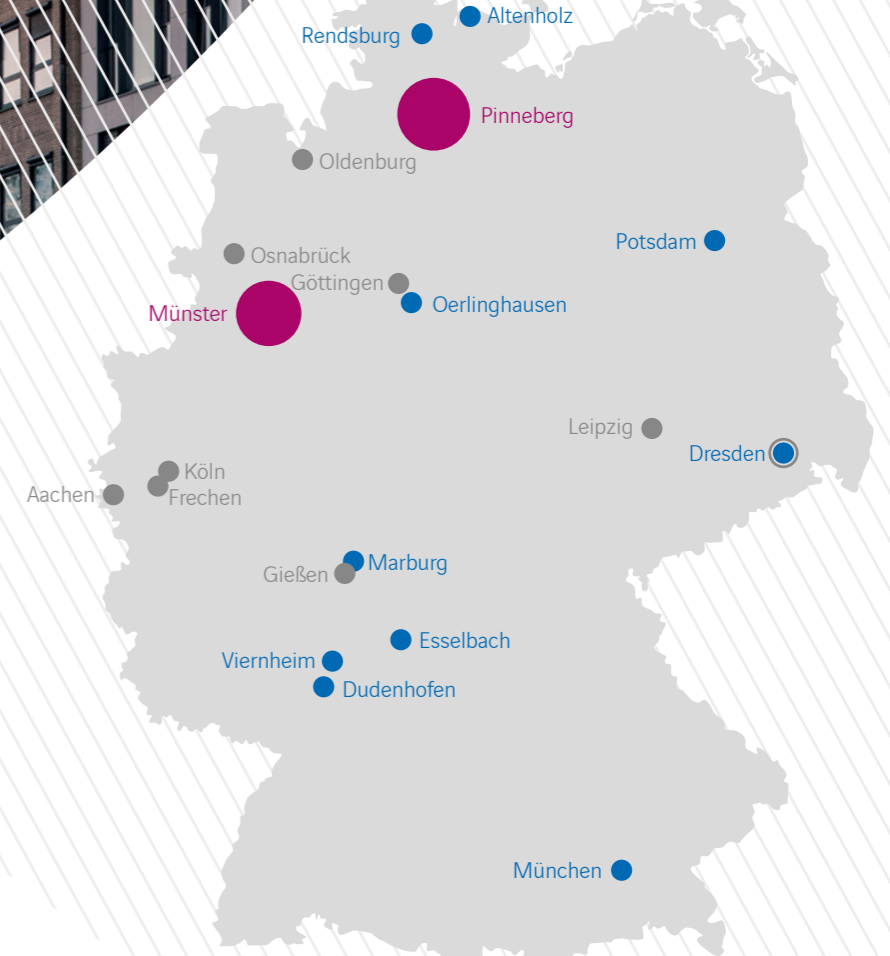 Altenholz
Rendsburg
Pinneberg
Oldenburg
Potsdam
Osnabrück
Göttingen
Oerlinghausen
Münster
Leipzig
Dresden
Köln
Aachen
Frechen
Marburg
Gießen
Esselbach
Viernheim
Dudenhofen
München